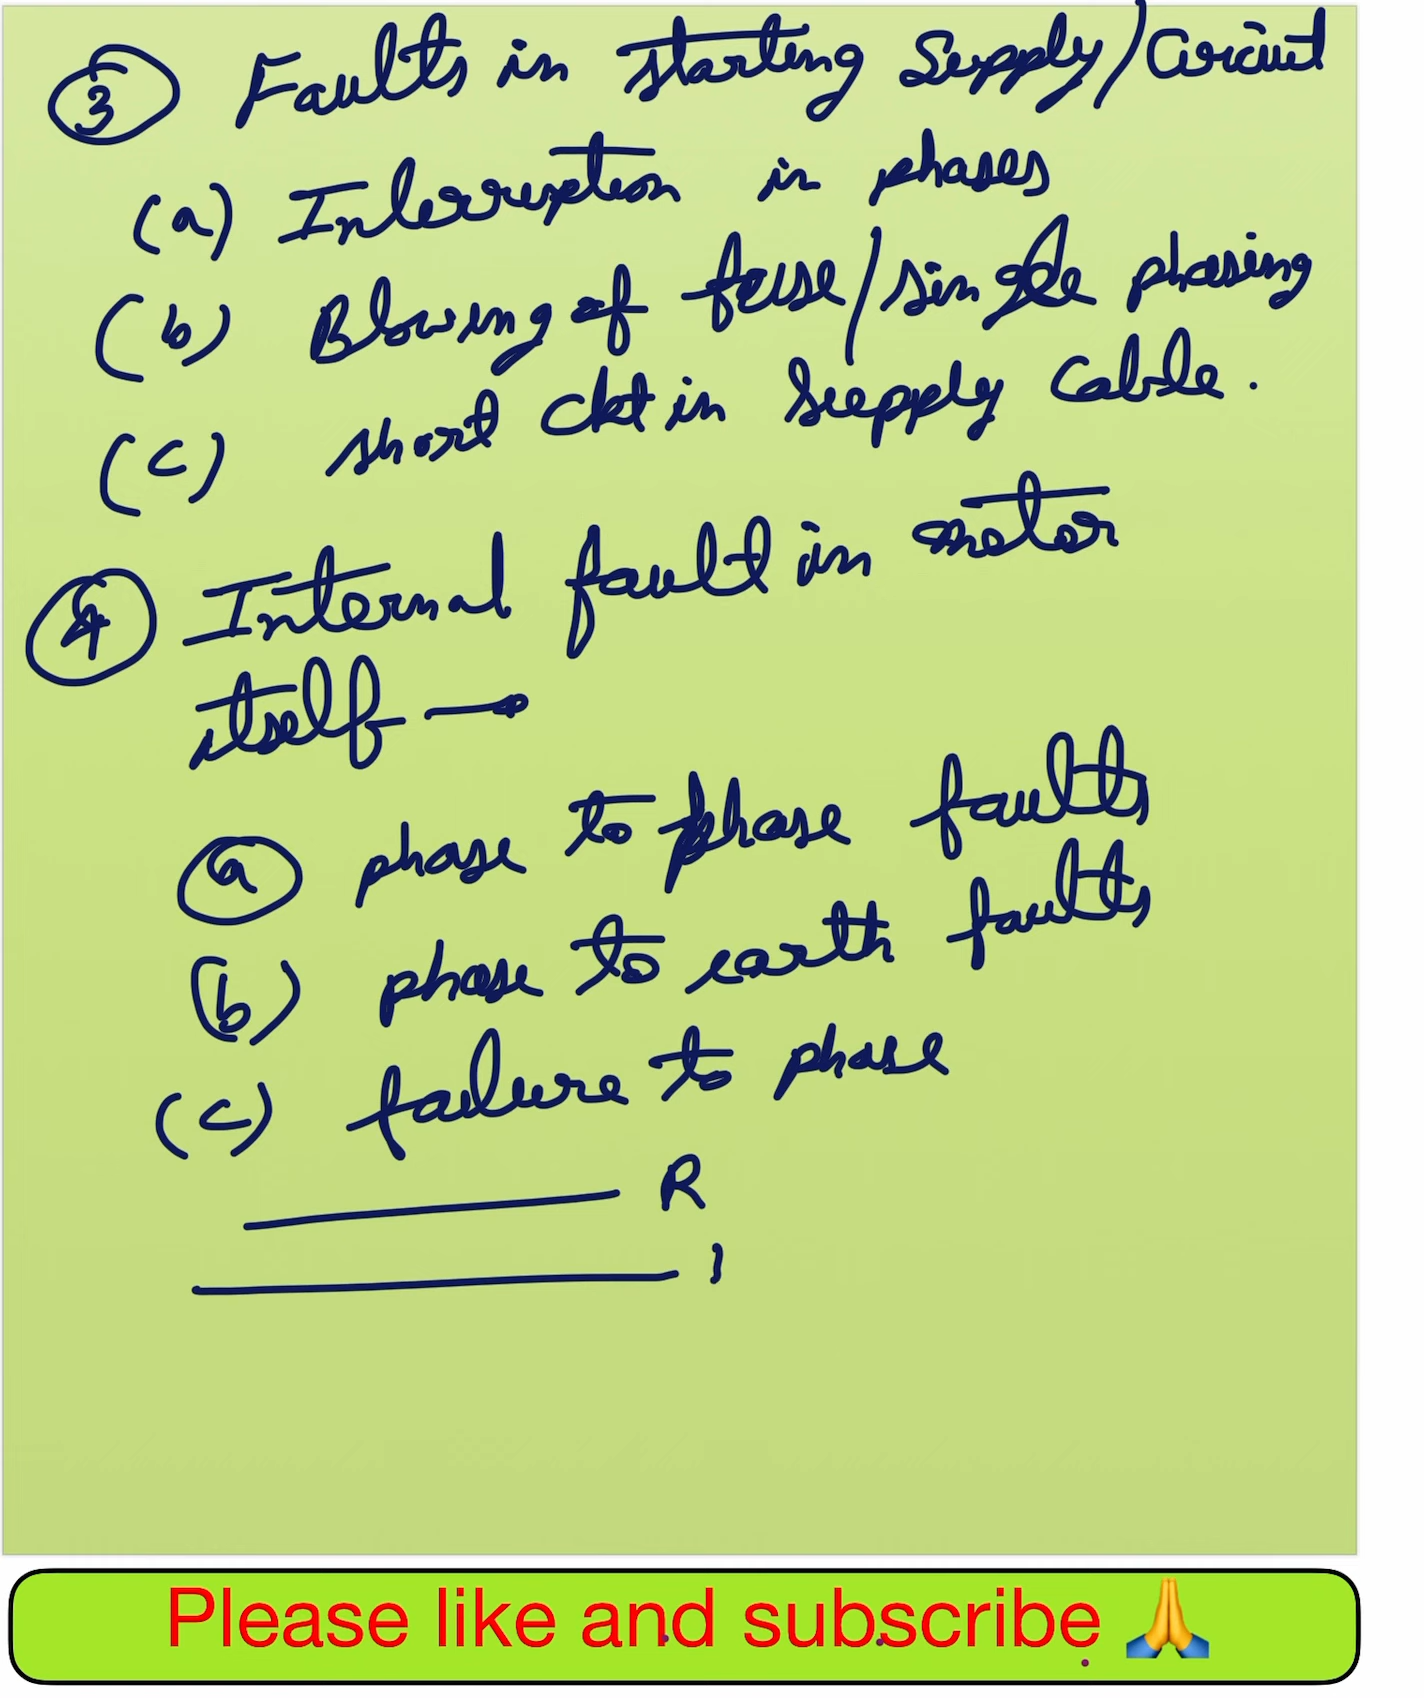 ③ Faults in starting Supply/Circuit
(a) Interruption in phases
(b) Blowing of fuse/single phasing
(c) short ckt in Supply Cable.
④ Internal fault in motor
itself →
ⓐ phase to phase faults
(b) phase to earth faults
(c) failure to phase
R
Please like and subscribe 🙏